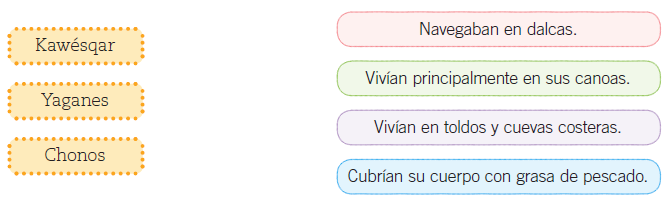 Kawésqar
Yaganes
Chonos
Navegaban en dalcas.
Vivían principalmente en sus canoas.
Vivían en toldos y cuevas costeras.
Cubrían su cuerpo con grasa de pescado.